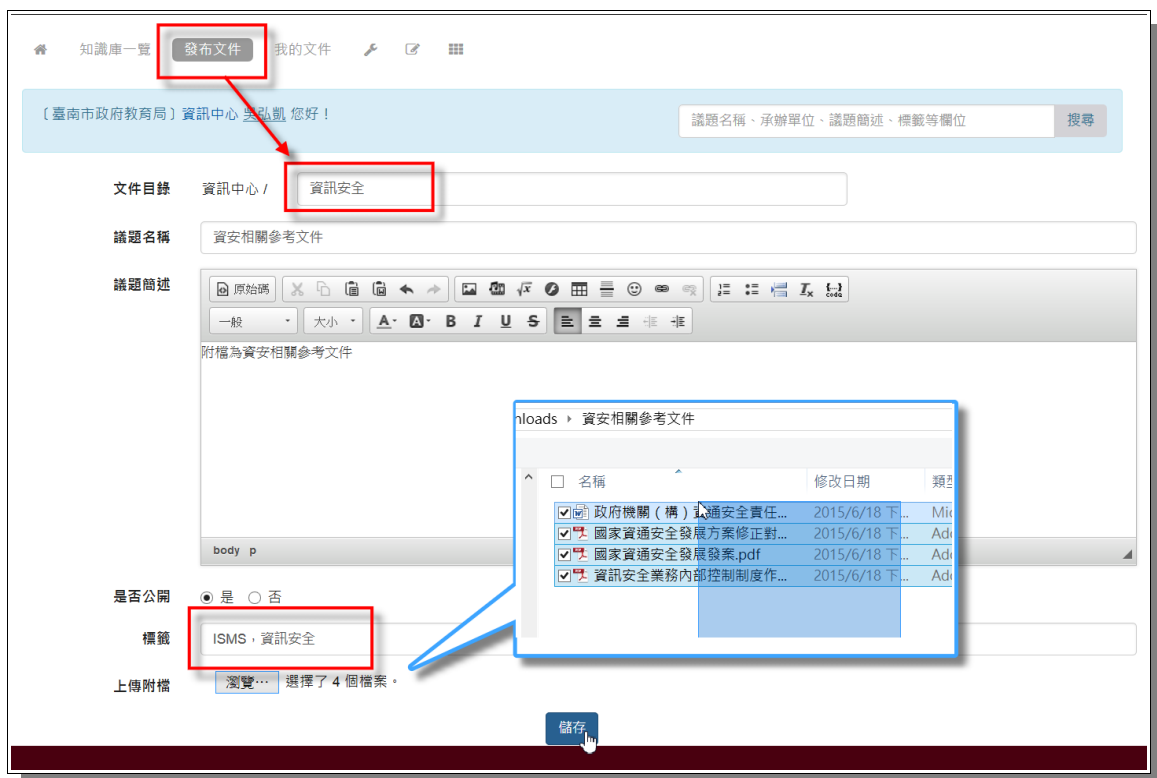 知識庫一覽 發布文件 我的文件
〔臺南市政府教育局〕資訊中心 吳弘凱 您好！
議題名稱、承辦單位、議題簡述、標籤等欄位 搜尋
文件目錄 資訊中心 / 資訊安全
議題名稱 資安相關參考文件
議題簡述 原始碼
一般 大小 A A B I U S
附檔為資安相關參考文件
nloads 資安相關參考文件
名稱 修改日期 類型
政府機關（構）資通安全責任... 2015/6/18 下... Mic
國家資通安全發展方案修正對... 2015/6/18 下... Ado
國家資通安全發展發案.pdf 2015/6/18 下... Ado
資訊安全業務內部控制制度作... 2015/6/18 下... Ado
body p
是否公開 是 否
標籤 ISMS，資訊安全
上傳附檔 瀏覽… 選擇了 4 個檔案。
儲存